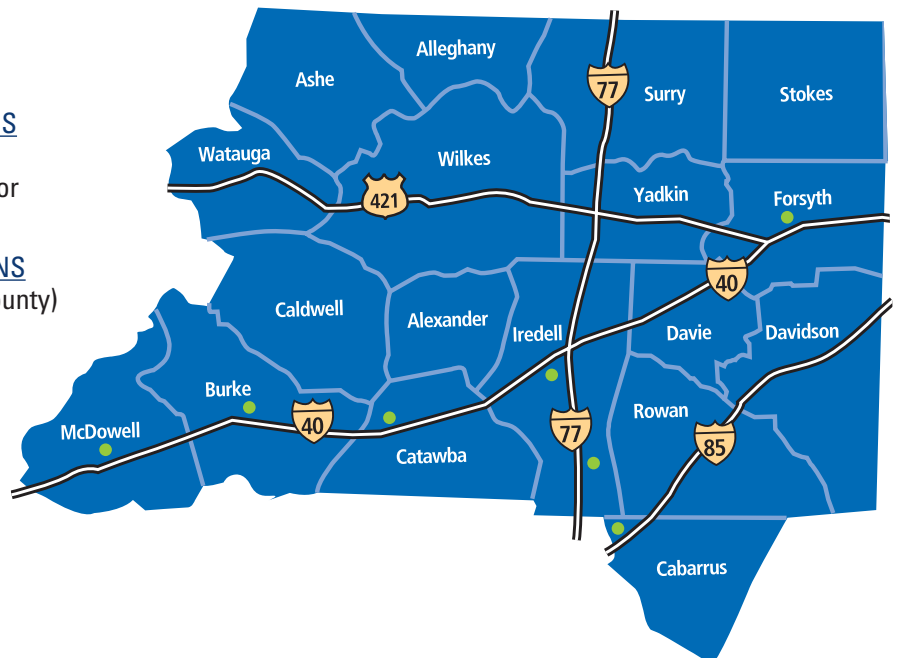 S
or
NS
ounty)
Alleghany
Ashe
77
Surry
Stokes
Watauga
Wilkes
421
Yadkin
Forsyth
40
Caldwell
Alexander
Iredell
Davie
Davidson
Burke
McDowell
40
Catawba
77
Rowan
85
Cabarrus